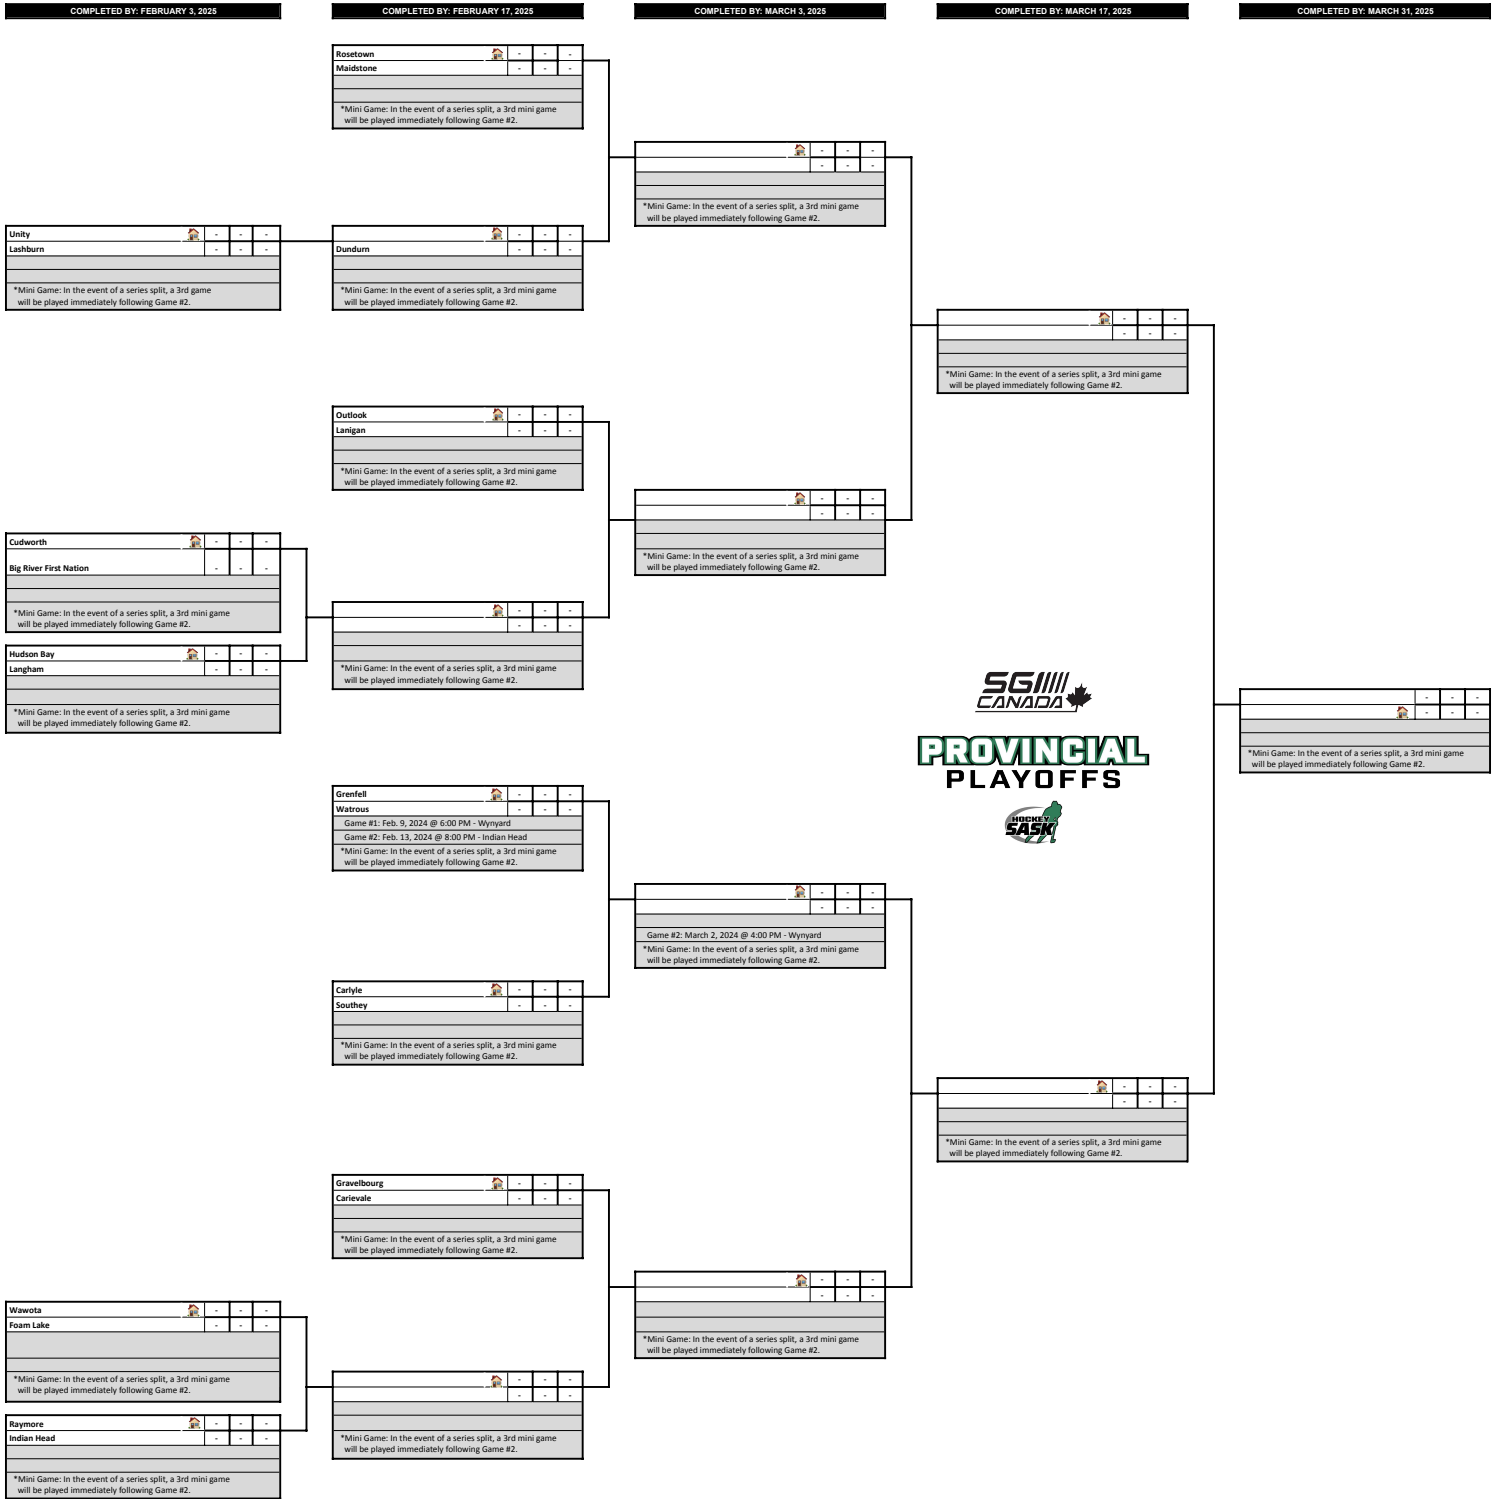 COMPLETED BY: FEBRUARY 3, 2025
COMPLETED BY: FEBRUARY 17, 2025
COMPLETED BY: MARCH 3, 2025
COMPLETED BY: MARCH 17, 2025
COMPLETED BY: MARCH 31, 2025
Unity - - -
Lashburn - - -
*Mini Game: In the event of a series split, a 3rd game
will be played immediately following Game #2.
Cudworth - - -
Big River First Nation - - -
*Mini Game: In the event of a series split, a 3rd mini game
will be played immediately following Game #2.
Hudson Bay - - -
Langham - - -
*Mini Game: In the event of a series split, a 3rd mini game
will be played immediately following Game #2.
Wawota - - -
Foam Lake - - -
*Mini Game: In the event of a series split, a 3rd mini game
will be played immediately following Game #2.
Raymore - - -
Indian Head - - -
*Mini Game: In the event of a series split, a 3rd mini game
will be played immediately following Game #2.
Rosetown - - -
Maidstone - - -
*Mini Game: In the event of a series split, a 3rd mini game
will be played immediately following Game #2.
- - -
Dundurn - - -
*Mini Game: In the event of a series split, a 3rd mini game
will be played immediately following Game #2.
Outlook - - -
Lanigan - - -
*Mini Game: In the event of a series split, a 3rd mini game
will be played immediately following Game #2.
- - -
- - -
*Mini Game: In the event of a series split, a 3rd mini game
will be played immediately following Game #2.
Grenfell - - -
Watrous - - -
Game #1: Feb. 9, 2024 @ 6:00 PM - Wynyard
Game #2: Feb. 13, 2024 @ 8:00 PM - Indian Head
*Mini Game: In the event of a series split, a 3rd mini game
will be played immediately following Game #2.
Carlyle - - -
Southey - - -
*Mini Game: In the event of a series split, a 3rd mini game
will be played immediately following Game #2.
Gravelbourg - - -
Carievale - - -
*Mini Game: In the event of a series split, a 3rd mini game
will be played immediately following Game #2.
- - -
- - -
*Mini Game: In the event of a series split, a 3rd mini game
will be played immediately following Game #2.
- - -
- - -
*Mini Game: In the event of a series split, a 3rd mini game
will be played immediately following Game #2.
- - -
- - -
*Mini Game: In the event of a series split, a 3rd mini game
will be played immediately following Game #2.
- - -
- - -
Game #2: March 2, 2024 @ 4:00 PM - Wynyard
*Mini Game: In the event of a series split, a 3rd mini game
will be played immediately following Game #2.
- - -
- - -
*Mini Game: In the event of a series split, a 3rd mini game
will be played immediately following Game #2.
- - -
- - -
*Mini Game: In the event of a series split, a 3rd mini game
will be played immediately following Game #2.
SGI
CANADA
PROVINCIAL
PLAYOFFS
HOCKEY
SASK
- - -
- - -
*Mini Game: In the event of a series split, a 3rd mini game
will be played immediately following Game #2.
- - -
- - -
*Mini Game: In the event of a series split, a 3rd mini game
will be played immediately following Game #2.